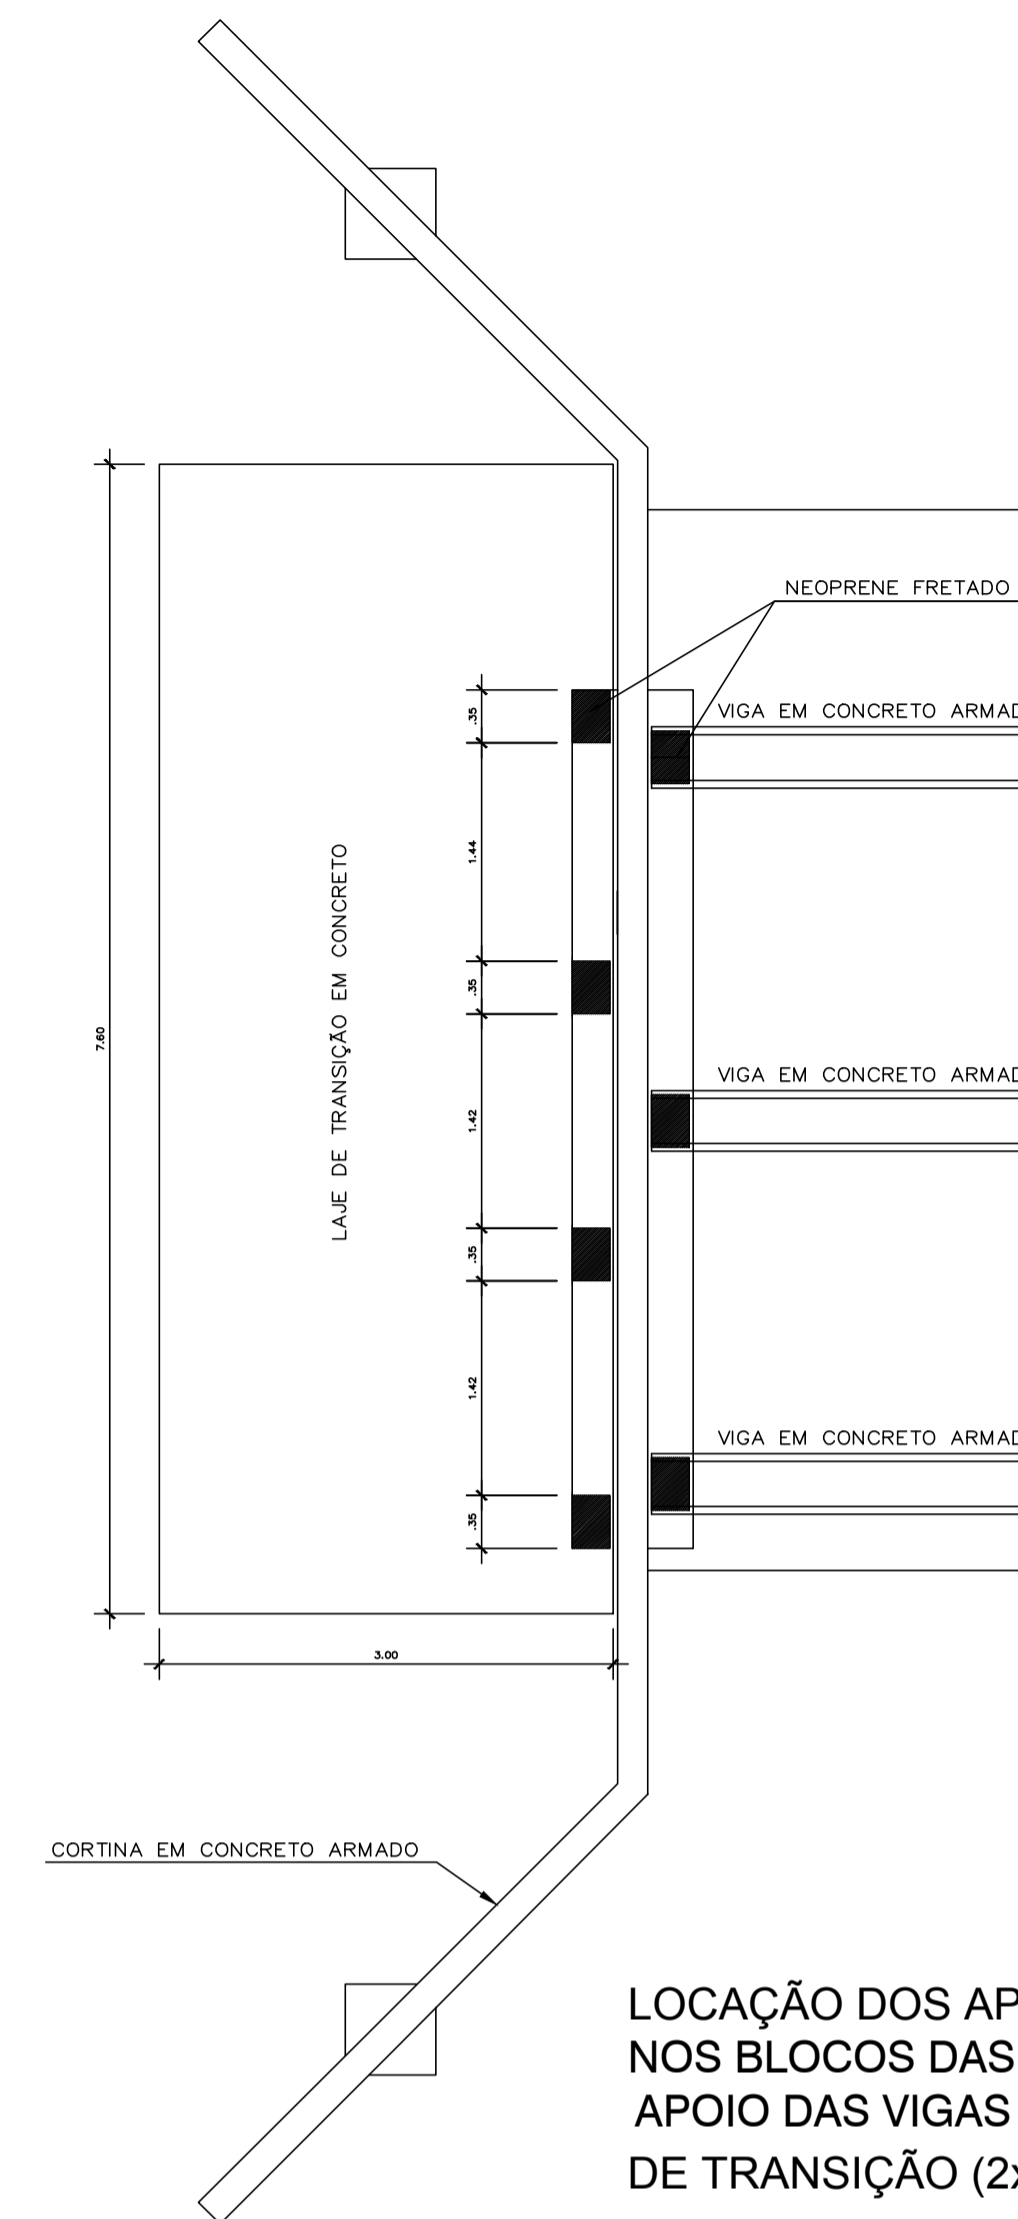 NEOPRENE FRETADO
VIGA EM CONCRETO ARMAD
.35
1.44
LAJE DE TRANSIÇÃO EM CONCRETO
.35
7.60
VIGA EM CONCRETO ARMAD
1.42
.35
1.42
VIGA EM CONCRETO ARMAD
.35
3.00
CORTINA EM CONCRETO ARMADO
LOCAÇÃO DOS AP
NOS BLOCOS DAS
APOIO DAS VIGAS
DE TRANSIÇÃO (2x